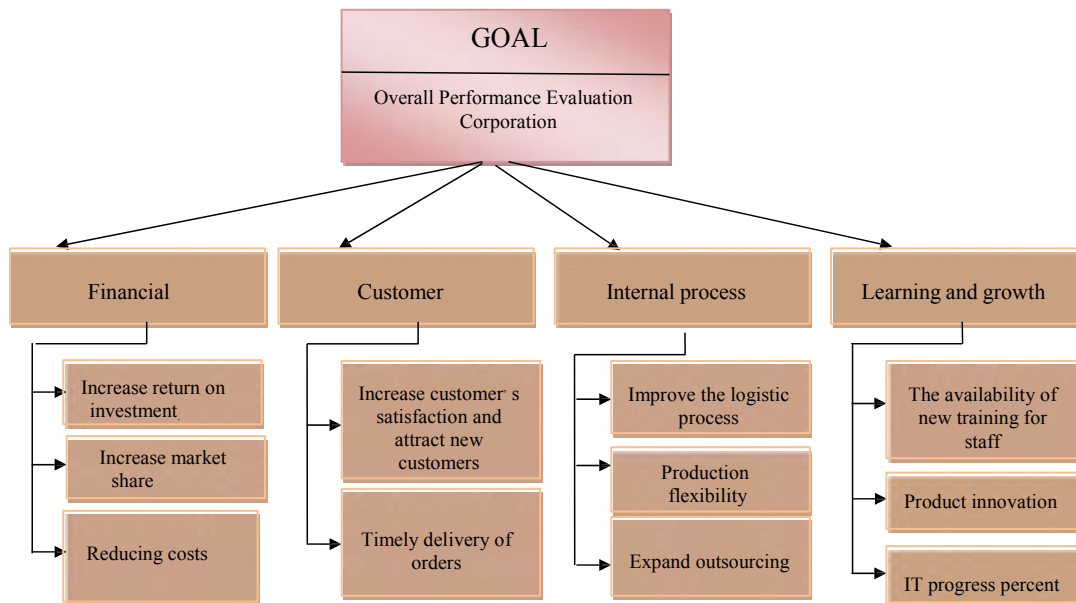 GOAL
Overall Performance Evaluation
Corporation
Financial
Customer
Internal process
Learning and growth
Increase return on
investment
Increase market
share
Reducing costs
Increase customer's
satisfaction and
attract new
customers
Timely delivery of
orders
Improve the logistic
process
Production
flexibility
Expand outsourcing
The availability of
new training for
staff
Product innovation
IT progress percent